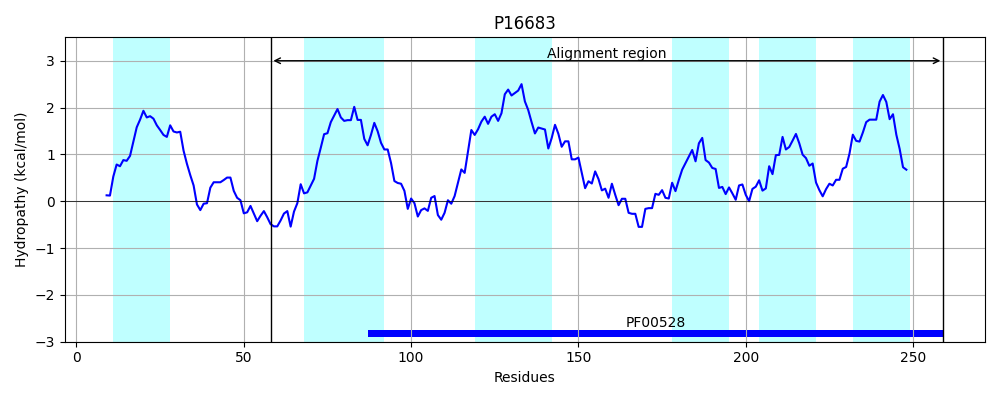 P16683
Alignment region
3
2
1
0
−1
−2
−3
Hydropathy (kcal/mol)
PF00528
0 50 100 150 200 250
Residues